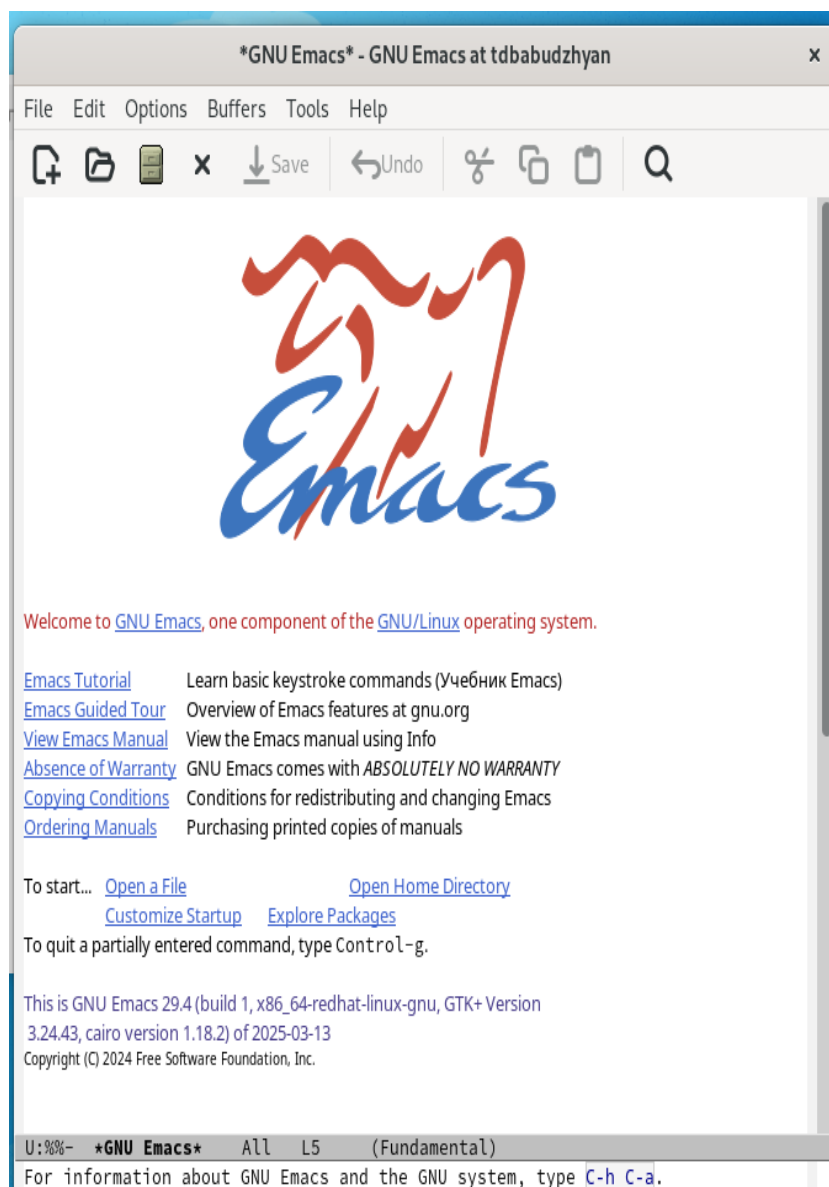 *GNU Emacs* - GNU Emacs at tdbabudzhyan
File Edit Options Buffers Tools Help
Save Undo
Emacs
Welcome to GNU Emacs, one component of the GNU/Linux operating system.
Emacs Tutorial Learn basic keystroke commands (Учебник Emacs)
Emacs Guided Tour Overview of Emacs features at gnu.org
View Emacs Manual View the Emacs manual using Info
Absence of Warranty GNU Emacs comes with ABSOLUTELY NO WARRANTY
Copying Conditions Conditions for redistributing and changing Emacs
Ordering Manuals Purchasing printed copies of manuals
To start... Open a File Open Home Directory
Customize Startup Explore Packages
To quit a partially entered command, type Control-g.
This is GNU Emacs 29.4 (build 1, x86_64-redhat-linux-gnu, GTK+ Version
3.24.43, cairo version 1.18.2) of 2025-03-13
Copyright (C) 2024 Free Software Foundation, Inc.
U:%%- *GNU Emacs* All L5 (Fundamental)
For information about GNU Emacs and the GNU system, type C-h C-a.